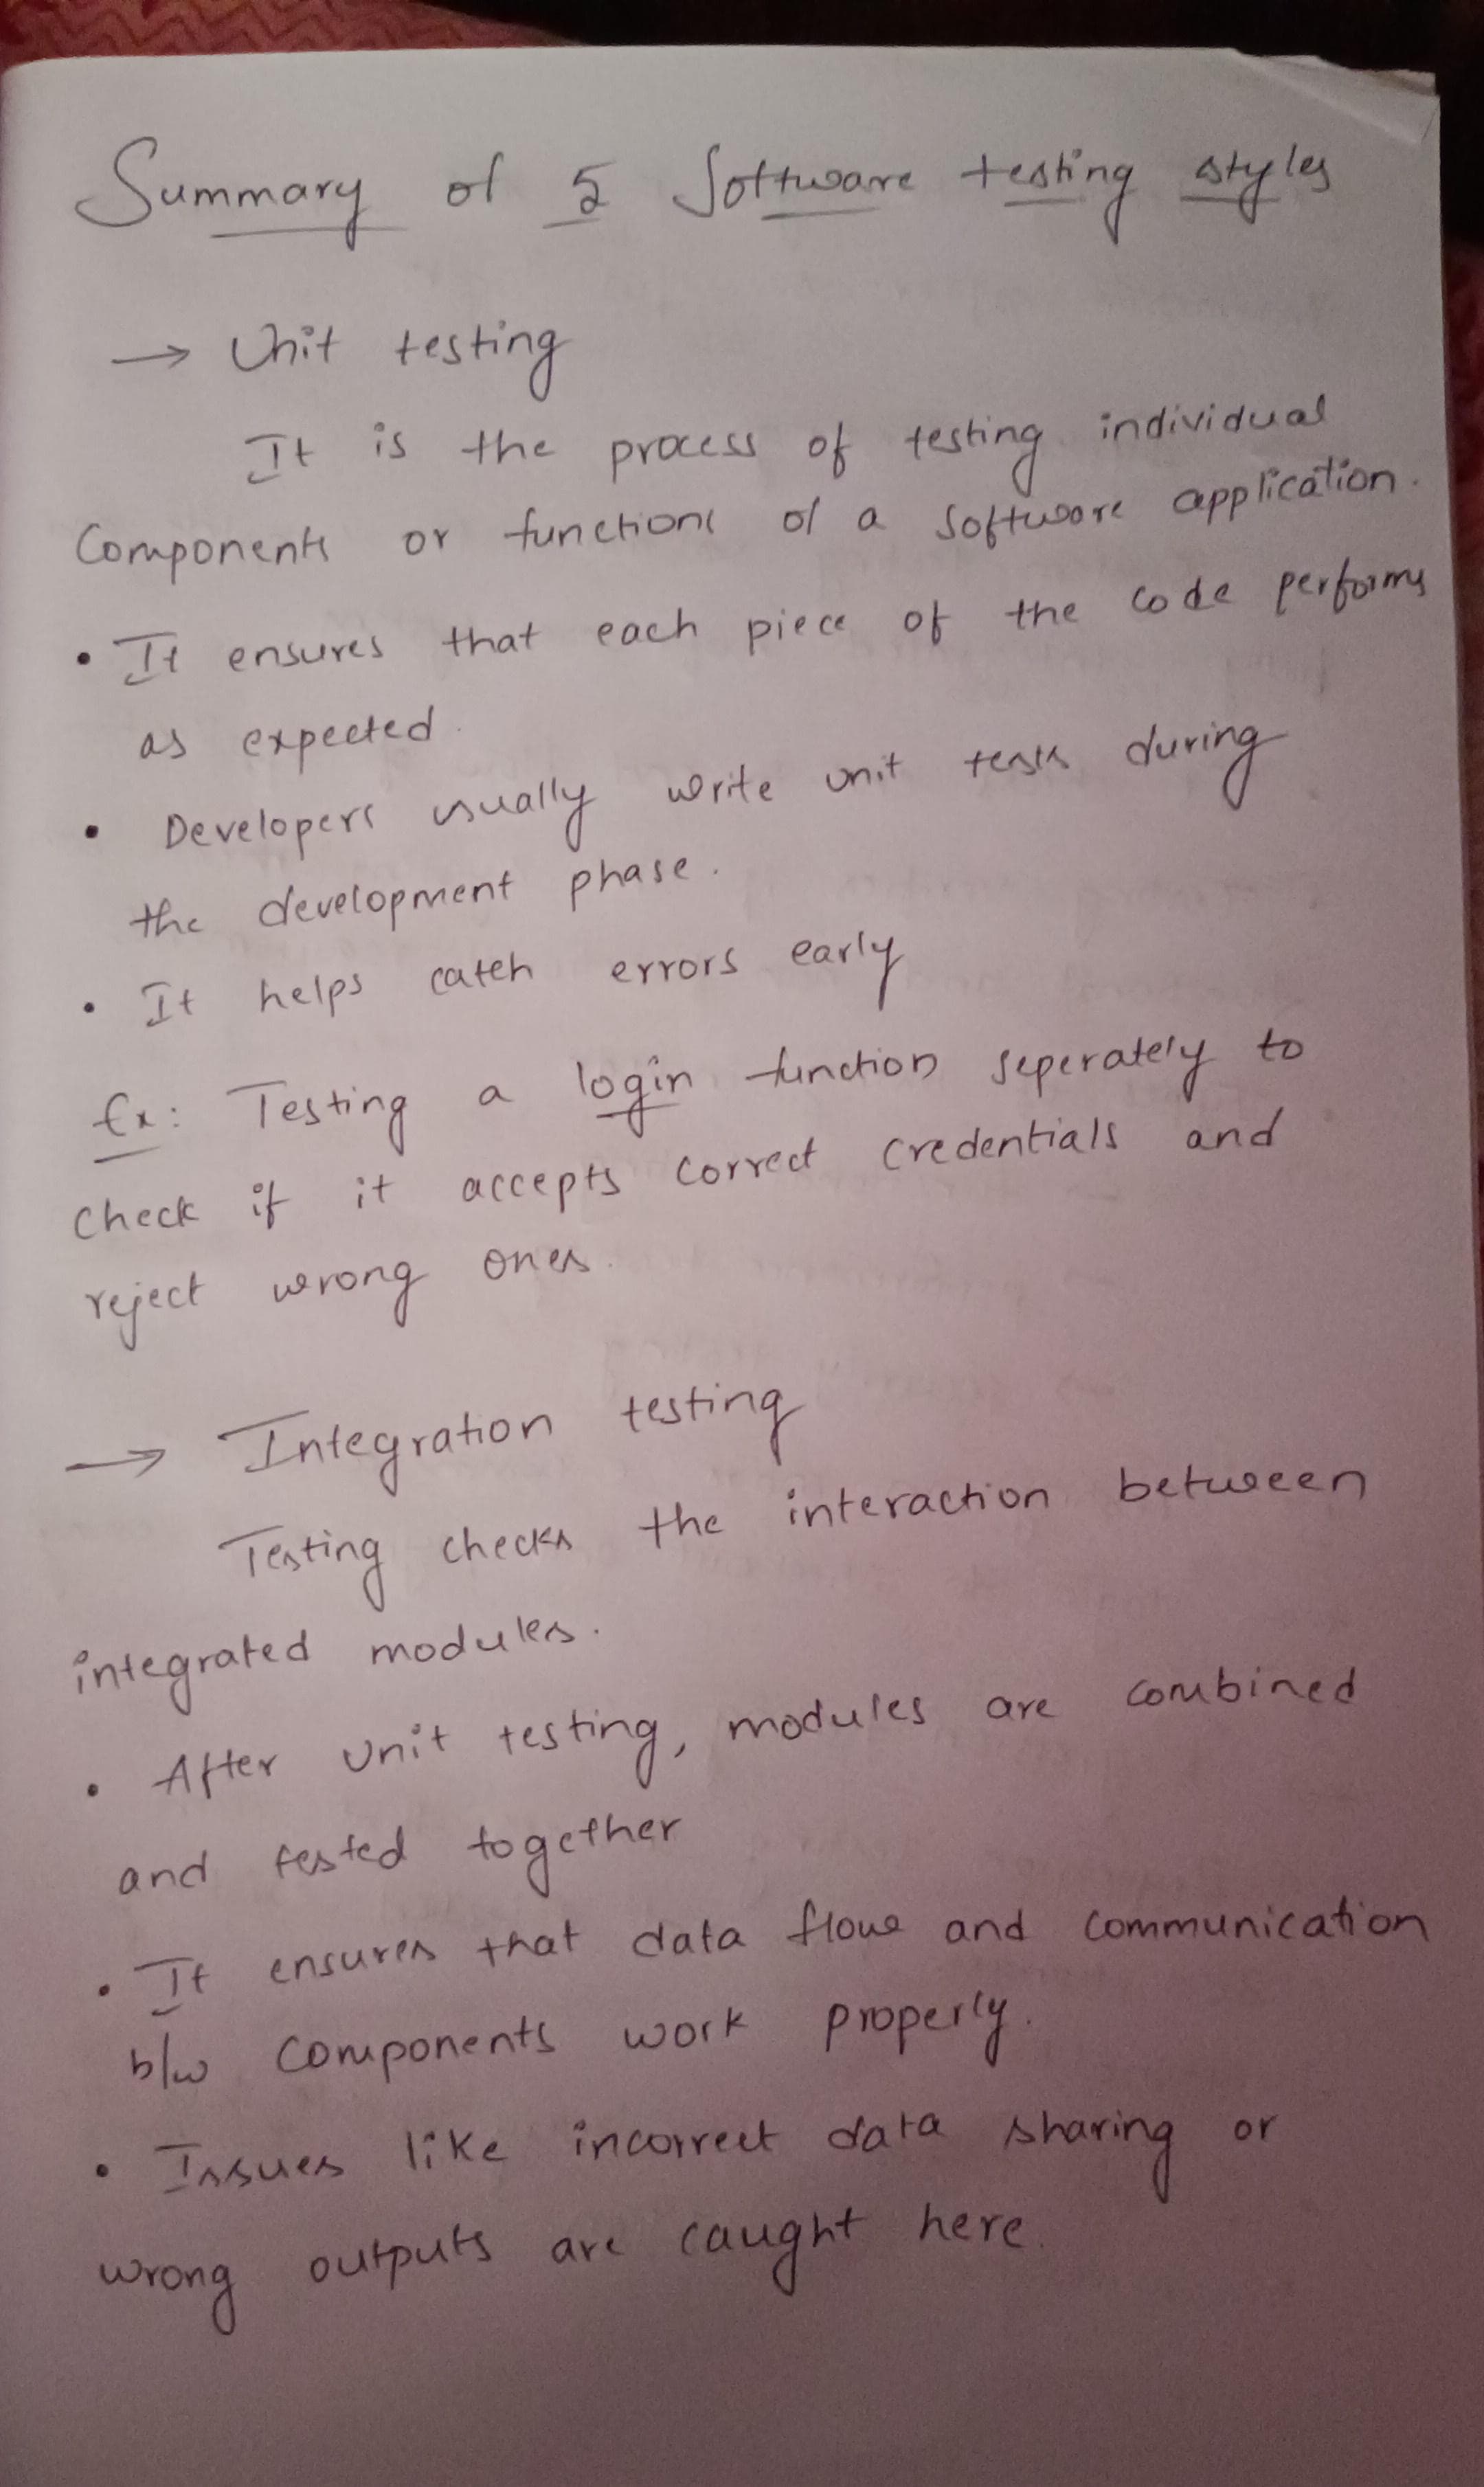 Summary of 5 Software testing styles
→ Unit testing
It is the process of testing individual
Components or functions of a software application.
• It ensures that each piece of the code performs
as expected.
• Developers usually write unit tests during
the development phase.
• It helps catch errors early
Ex: Testing a login function seperately to
check if it accepts correct credentials and
reject wrong ones.
→ Integration testing
Testing checks the interaction between
integrated modules.
• After unit testing, modules are combined
and tested together
• It ensures that data flow and communication
b/w components work properly.
• Issues like incorrect data sharing or
wrong outputs are caught here.